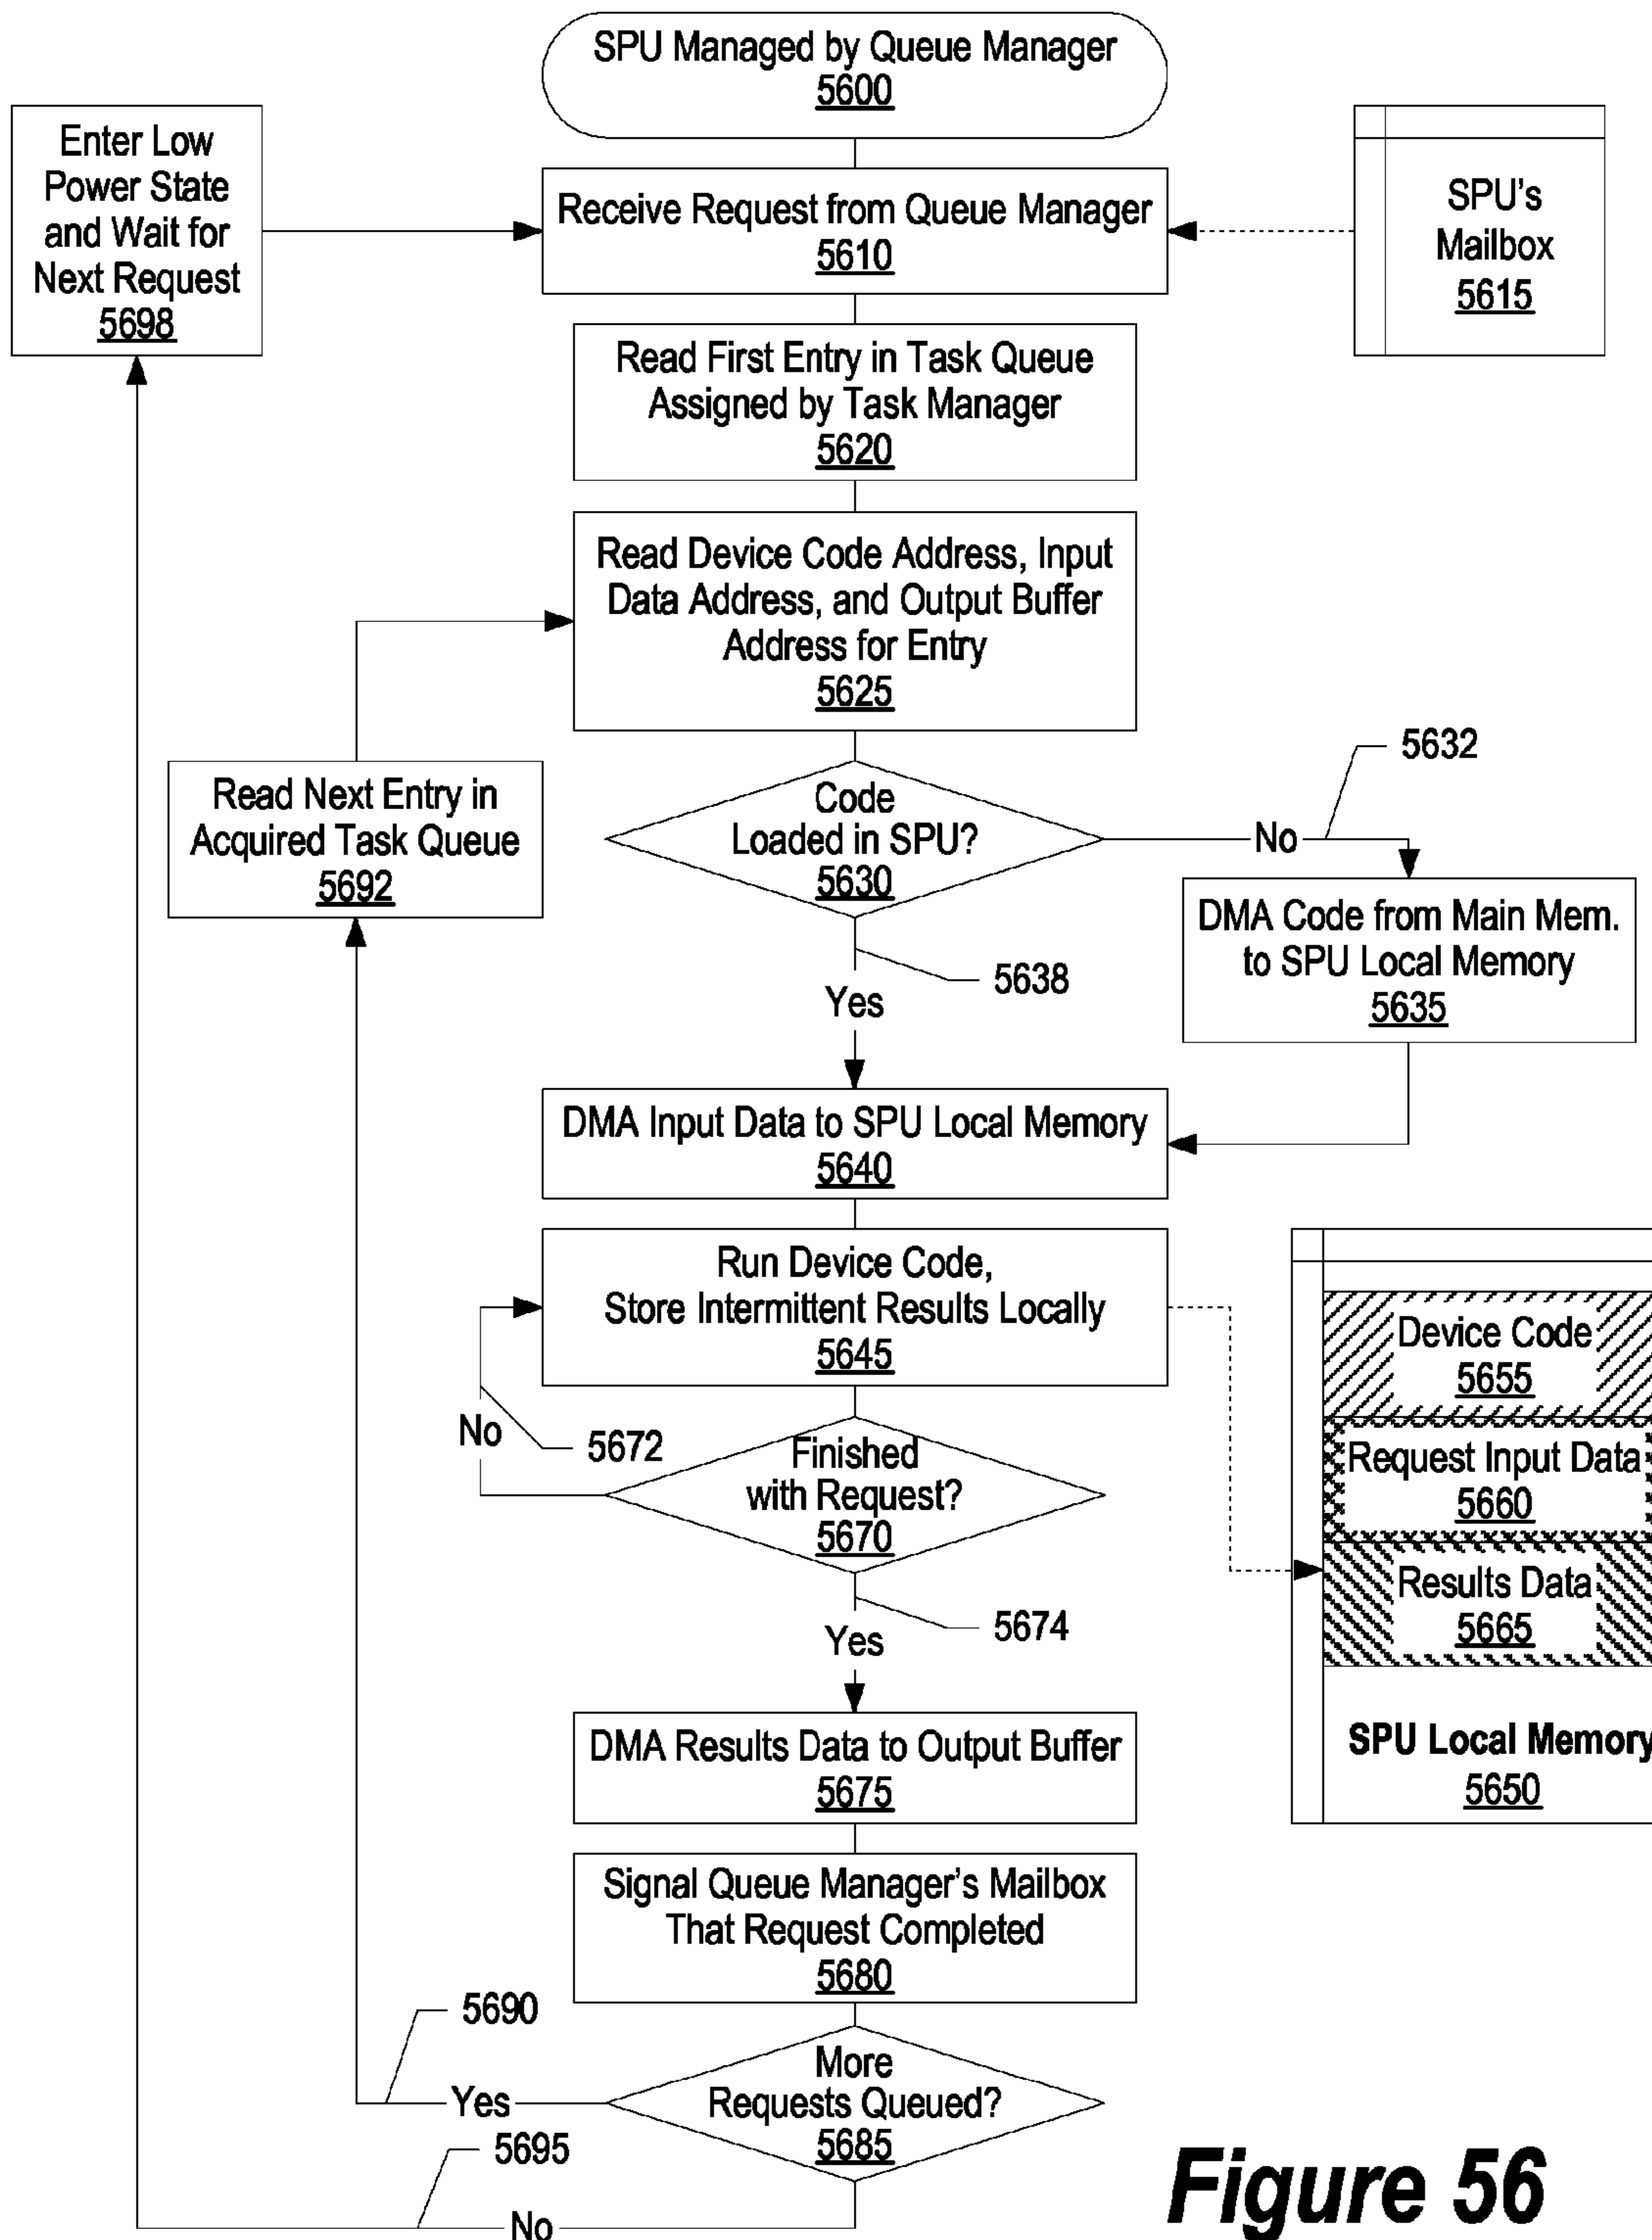 SPU Managed by Queue Manager
5600
Enter Low
Power State
and Wait for
Next Request
5698
Receive Request from Queue Manager
5610
SPU's
Mailbox
5615
Read First Entry in Task Queue
Assigned by Task Manager
5620
Read Device Code Address, Input
Data Address, and Output Buffer
Address for Entry
5625
5632
Read Next Entry in
Acquired Task Queue
5692
Code
Loaded in SPU?
5630
No
DMA Code from Main Mem.
to SPU Local Memory
5635
5638
Yes
DMA Input Data to SPU Local Memory
5640
Run Device Code,
Store Intermittent Results Locally
5645
Device Code
5655
Request Input Data
5660
Results Data
5665
SPU Local Memory
5650
No
5672
Finished
with Request?
5670
5674
Yes
DMA Results Data to Output Buffer
5675
Signal Queue Manager's Mailbox
That Request Completed
5680
5690
More
Requests Queued?
5685
Yes
5695
No
Figure 56